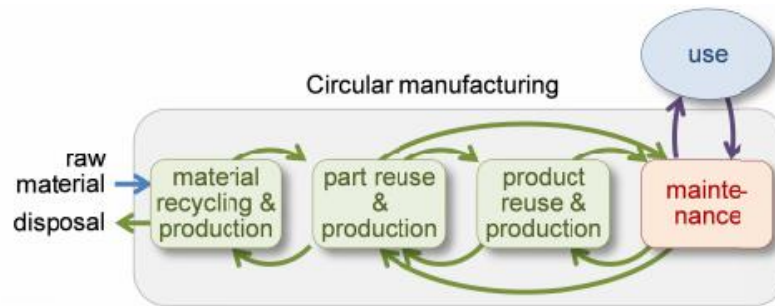 use
Circular manufacturing
raw
material
disposal
material
recycling &
production
part reuse
&
production
product
reuse &
production
mainte-
nance